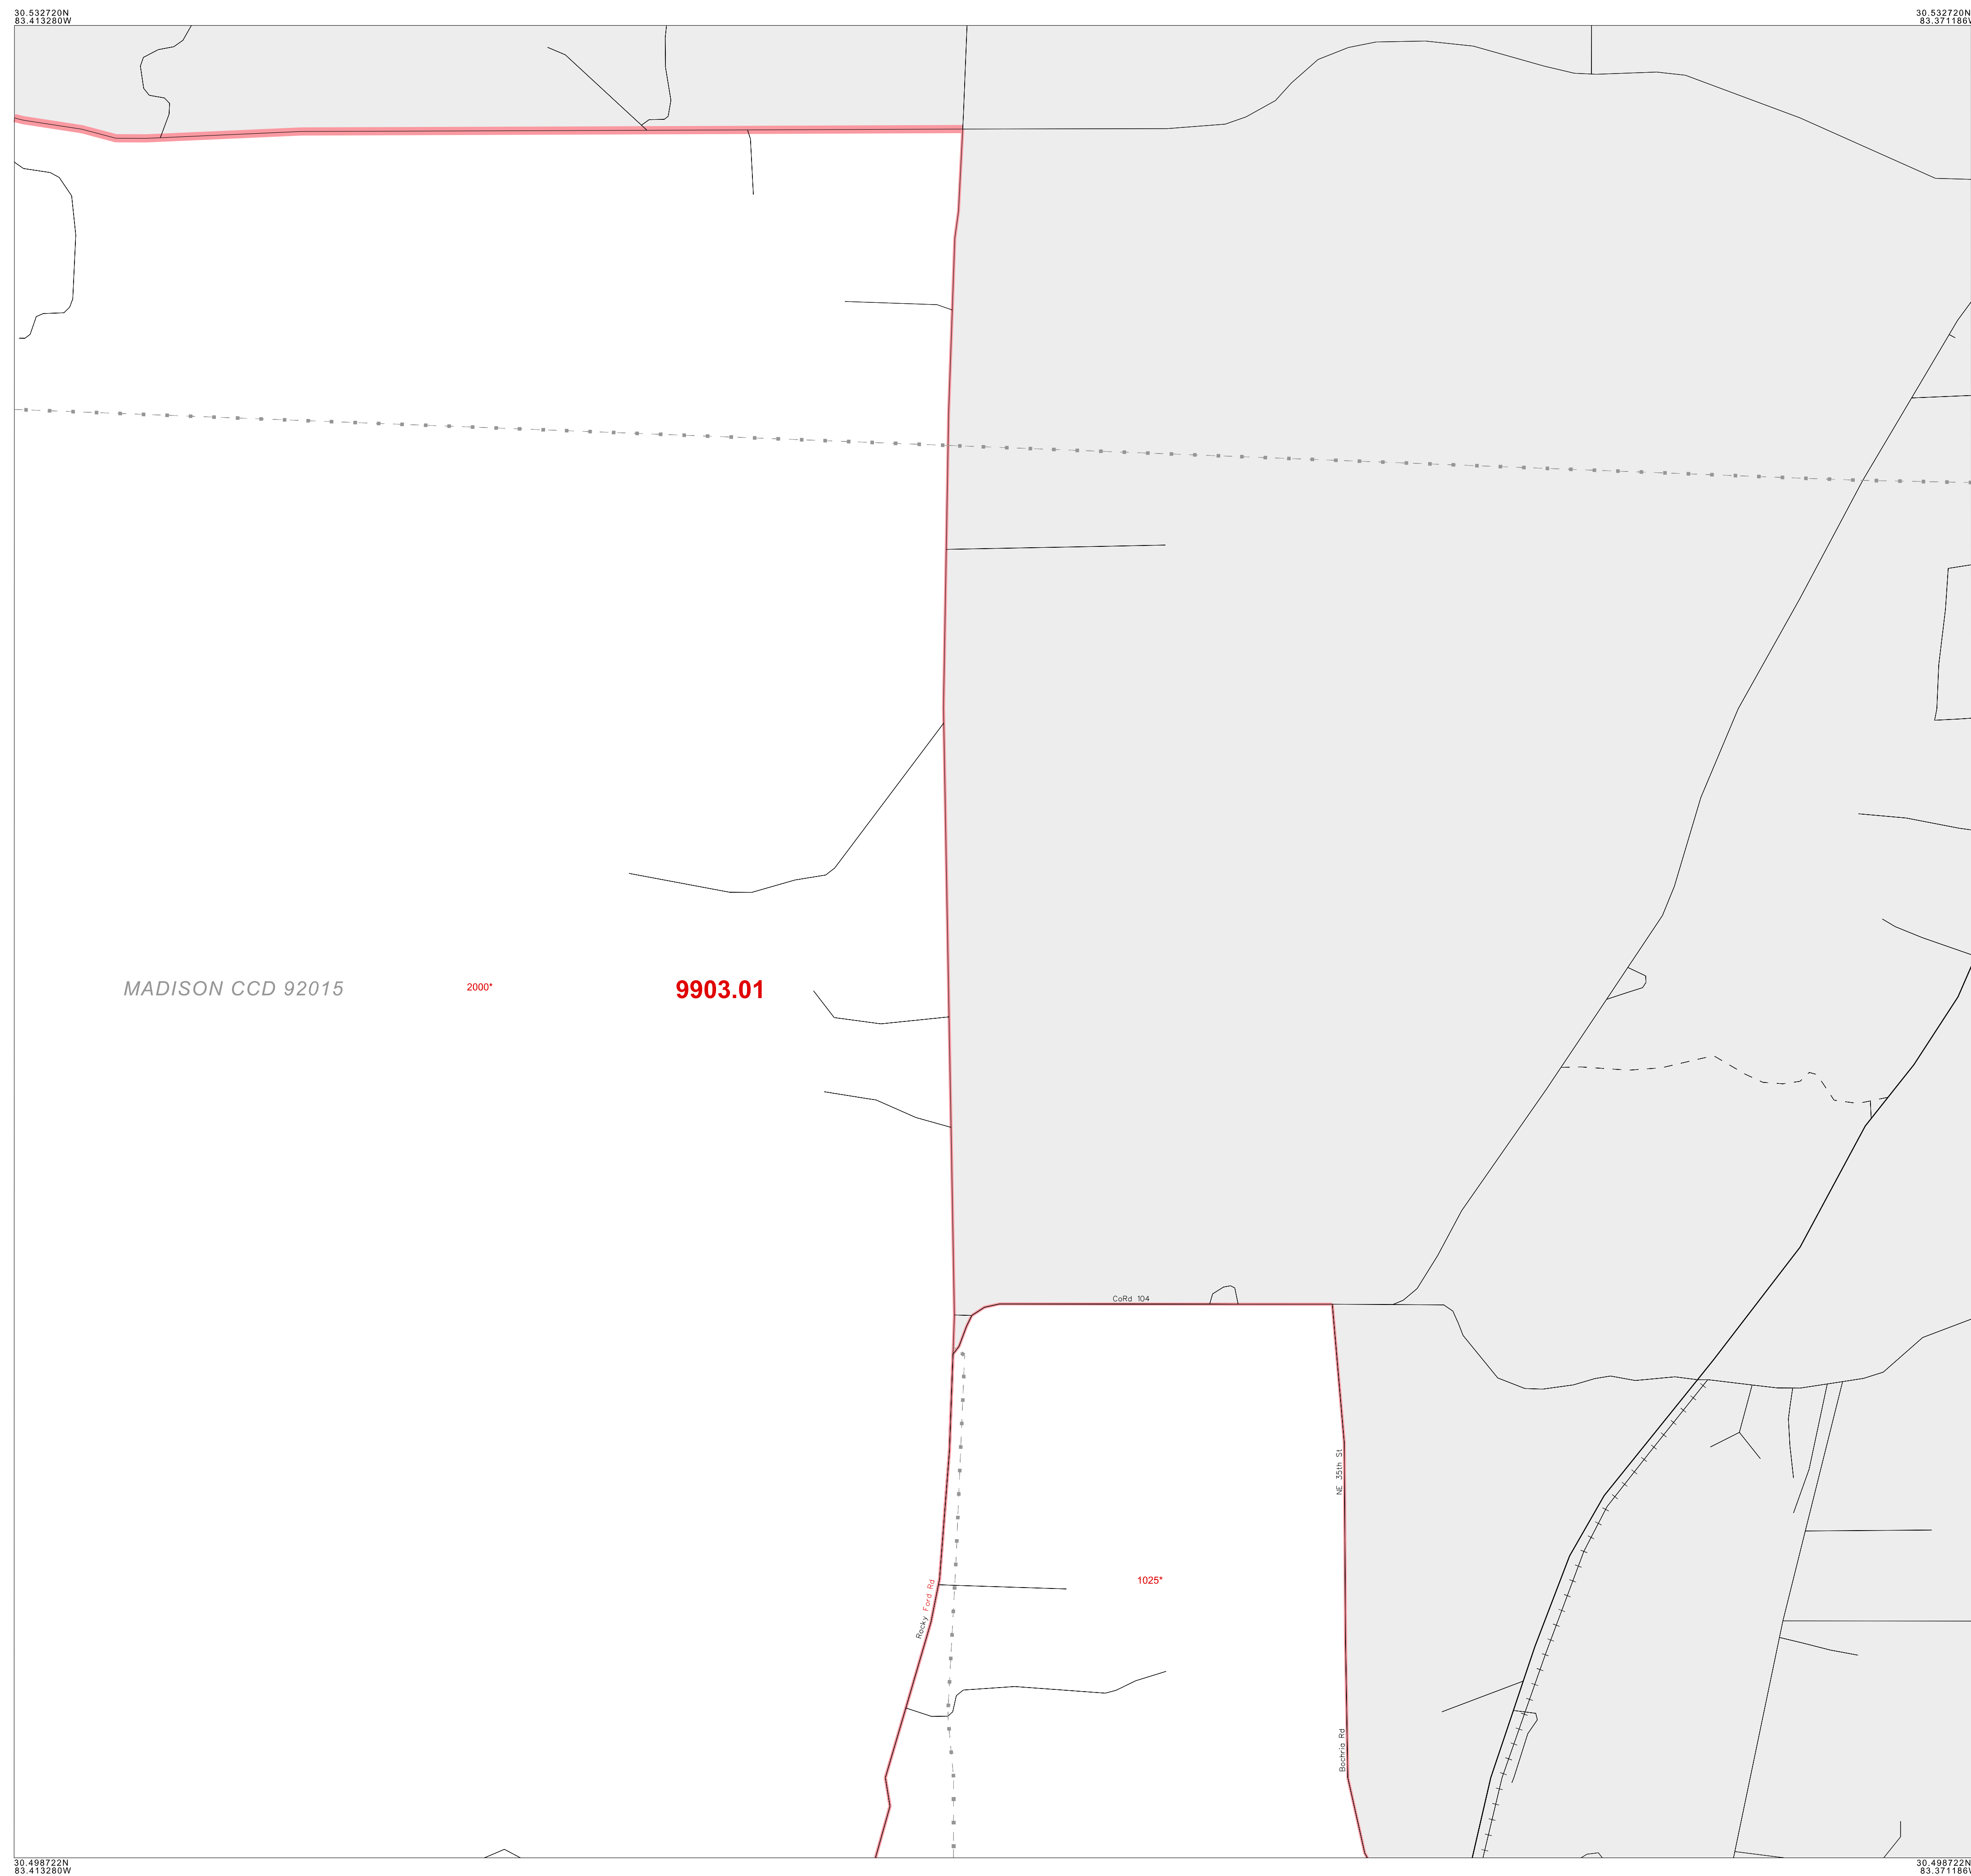 30.532720N
83.413280W
30.532720N
83.371186W
MADISON CCD 92015
2000*
9903.01
CoRd 104
NE 35th St
Rocky Ford Rd
1025*
Bochria Rd
30.498722N
83.413280W
30.498722N
83.371186W